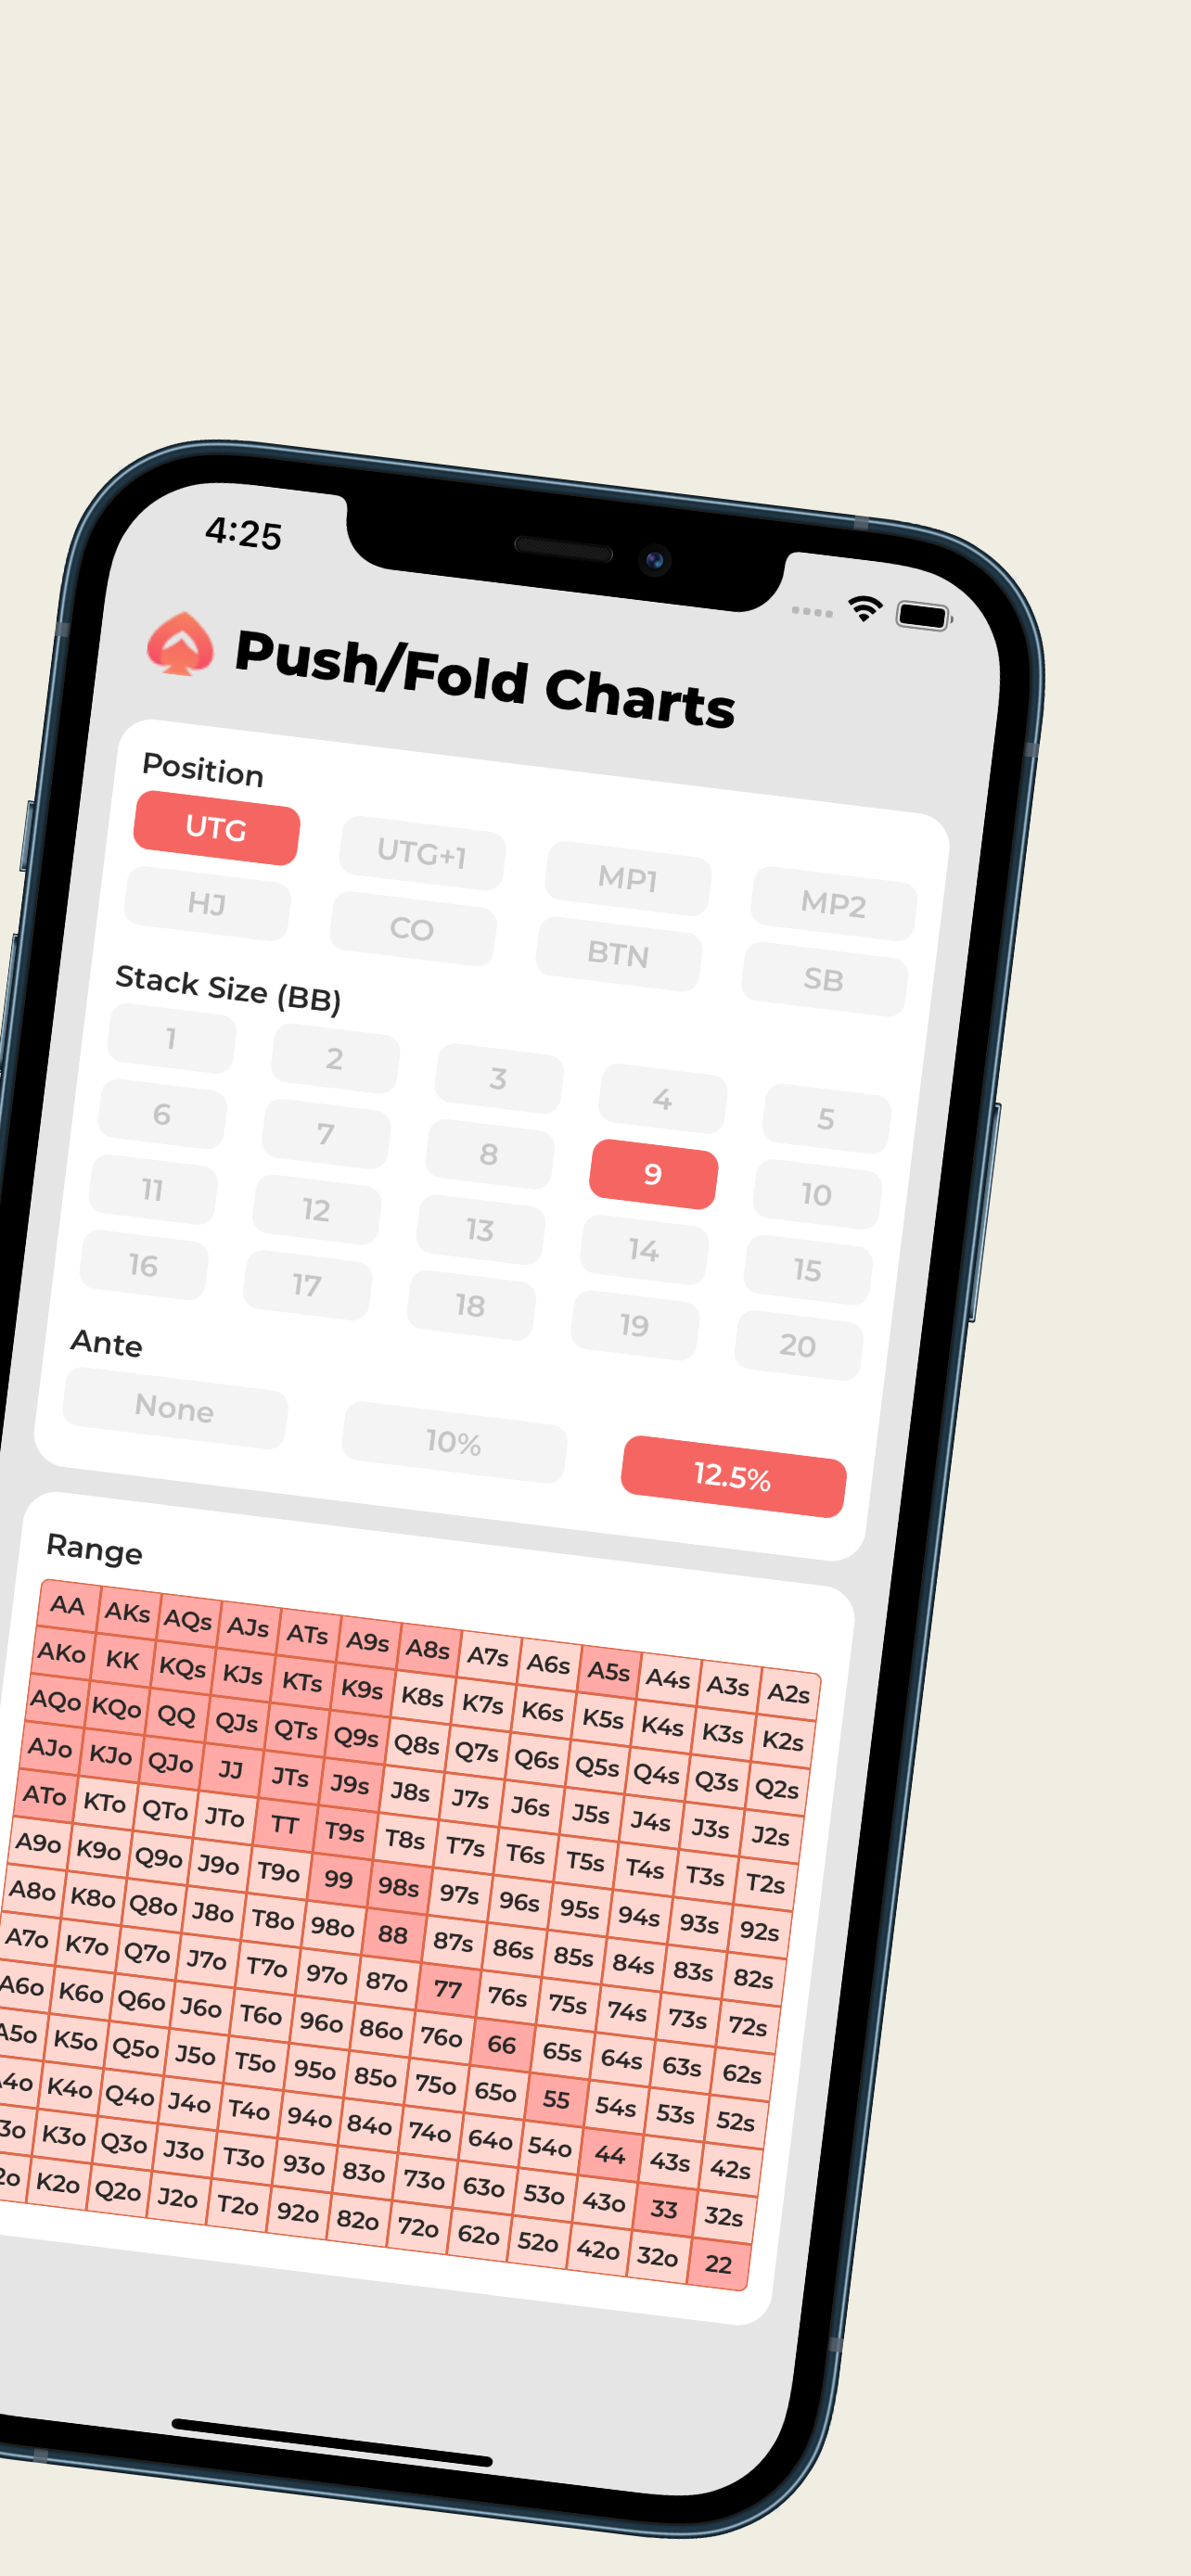 4:25
Push/Fold Charts
Position
UTG UTG+1 MP1 MP2
HJ CO BTN SB
Stack Size (BB)
1 2 3 4 5
6 7 8 9 10
11 12 13 14 15
16 17 18 19 20
Ante
None 10% 12.5%
Range
AA AKs AQs AJs ATs A9s A8s A7s A6s A5s A4s A3s A2s
AKo KK KQs KJs KTs K9s K8s K7s K6s K5s K4s K3s K2s
AQo KQo QQ QJs QTs Q9s Q8s Q7s Q6s Q5s Q4s Q3s Q2s
AJo KJo QJo JJ JTs J9s J8s J7s J6s J5s J4s J3s J2s
ATo KTo QTo JTo TT T9s T8s T7s T6s T5s T4s T3s T2s
A9o K9o Q9o J9o T9o 99 98s 97s 96s 95s 94s 93s 92s
A8o K8o Q8o J8o T8o 98o 88 87s 86s 85s 84s 83s 82s
A7o K7o Q7o J7o T7o 97o 87o 77 76s 75s 74s 73s 72s
A6o K6o Q6o J6o T6o 96o 86o 76o 66 65s 64s 63s 62s
A5o K5o Q5o J5o T5o 95o 85o 75o 65o 55 54s 53s 52s
4o K4o Q4o J4o T4o 94o 84o 74o 64o 54o 44 43s 42s
3o K3o Q3o J3o T3o 93o 83o 73o 63o 53o 43o 33 32s
2o K2o Q2o J2o T2o 92o 82o 72o 62o 52o 42o 32o 22